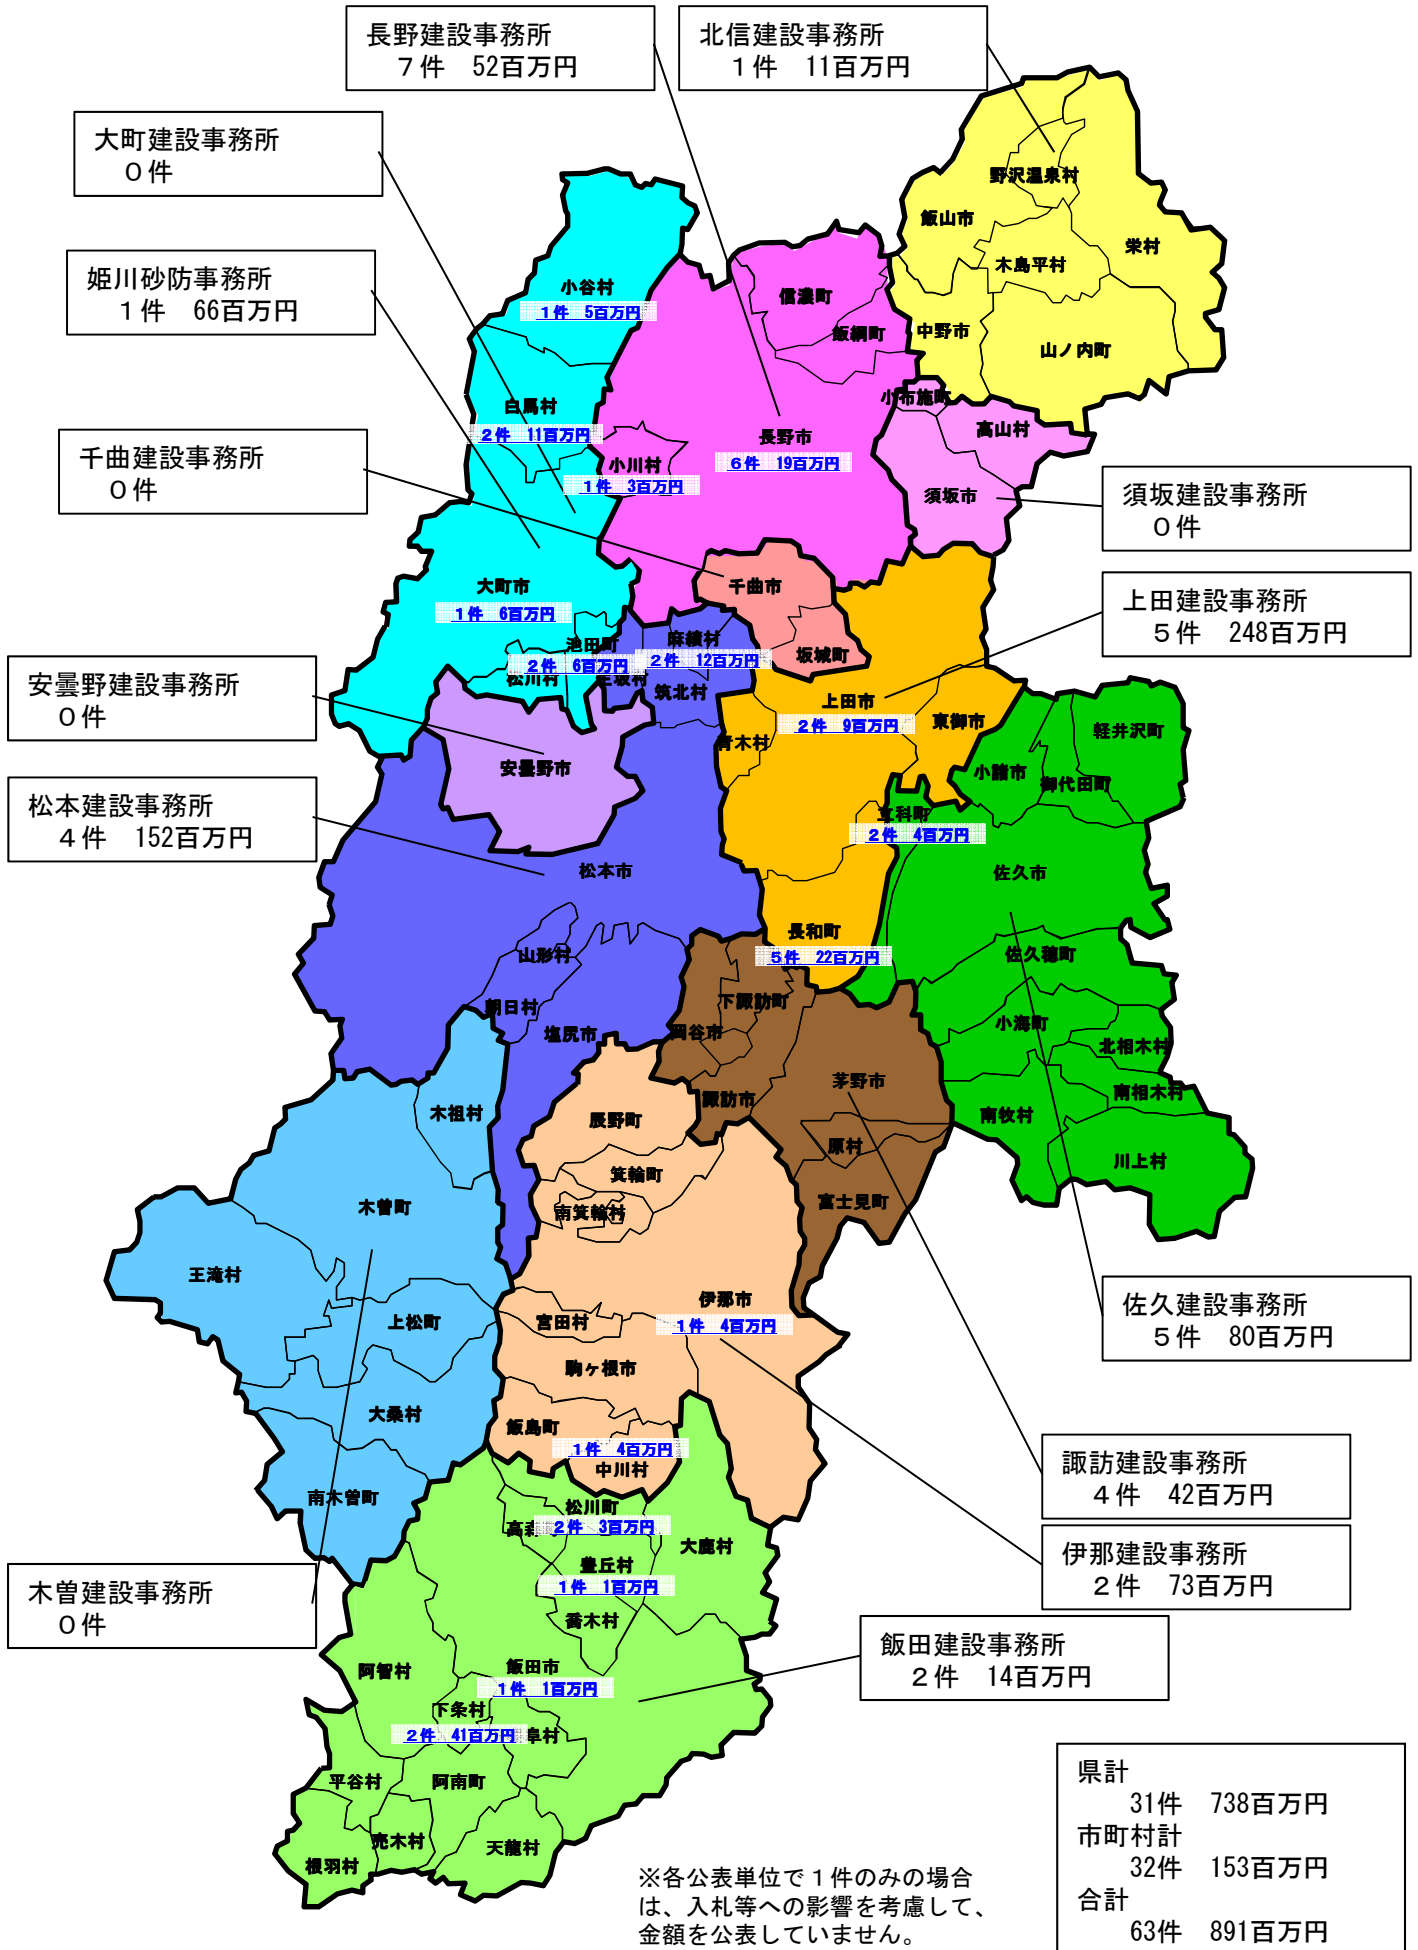 長野建設事務所
７件　52百万円
北信建設事務所
１件　11百万円
大町建設事務所
０件
姫川砂防事務所
１件　66百万円
千曲建設事務所
０件
須坂建設事務所
０件
上田建設事務所
５件　248百万円
安曇野建設事務所
０件
松本建設事務所
４件　152百万円
佐久建設事務所
５件　80百万円
諏訪建設事務所
４件　42百万円
伊那建設事務所
２件　73百万円
木曽建設事務所
０件
飯田建設事務所
２件　14百万円
野沢温泉村
飯山市
栄村
木島平村
中野市
山ノ内町
小谷村
１件　5百万円
信濃町
飯綱町
白馬村
２件　11百万円
小川村
１件　3百万円
長野市
６件　19百万円
小布施町
高山村
須坂市
大町市
１件　6百万円
千曲市
坂城町
池田町
２件　6百万円
松川村
生坂村
麻績村
２件　12百万円
筑北村
安曇野市
上田市
２件　9百万円
東御市
青木村
軽井沢町
小諸市
御代田町
立科町
２件　4百万円
松本市
佐久市
長和町
５件　22百万円
山形村
朝日村
塩尻市
下諏訪町
岡谷市
諏訪市
茅野市
原村
富士見町
佐久穂町
小海町
北相木村
南相木村
南牧村
川上村
木祖村
辰野町
箕輪町
南箕輪村
木曽町
王滝村
上松町
宮田村
伊那市
１件　4百万円
駒ヶ根市
大桑村
飯島町
１件　4百万円
中川村
南木曽町
松川町
２件　3百万円
高森
大鹿村
豊丘村
１件　1百万円
喬木村
阿智村
飯田市
１件　1百万円
下条村
２件　41百万円
阜村
平谷村
阿南町
売木村
天龍村
根羽村
※各公表単位で１件のみの場合
は、入札等への影響を考慮して、
金額を公表していません。
県計
31件　738百万円
市町村計
32件　153百万円
合計
63件　891百万円